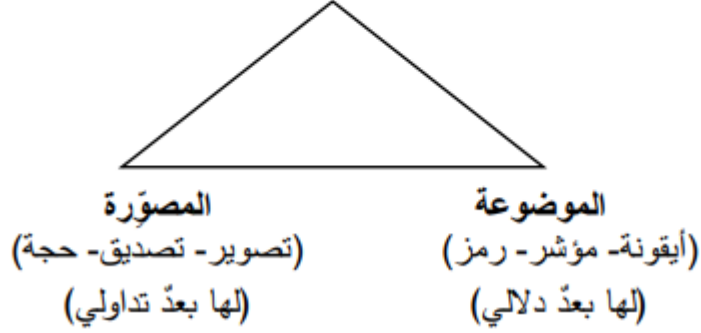 الموضوعة المصوِّرة
(أيقونة- مؤشر- رمز) (تصوير- تصديق- حجة)
(لها بعدٌ دلالي) (لها بعدٌ تداولي)